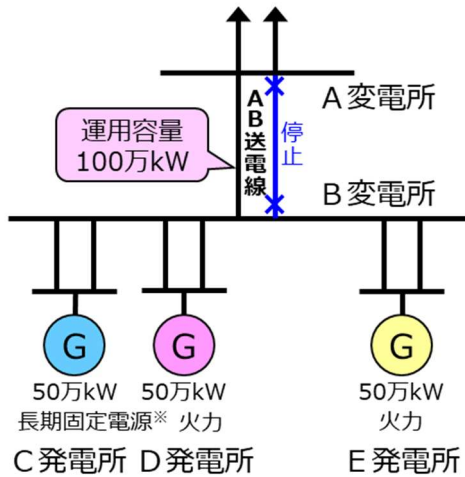 A変電所
AB送電線
停止
運用容量
100万kW
B変電所
G
G
G
50万kW
50万kW
50万kW
長期固定電源※
火力
火力
C発電所
D発電所
E発電所